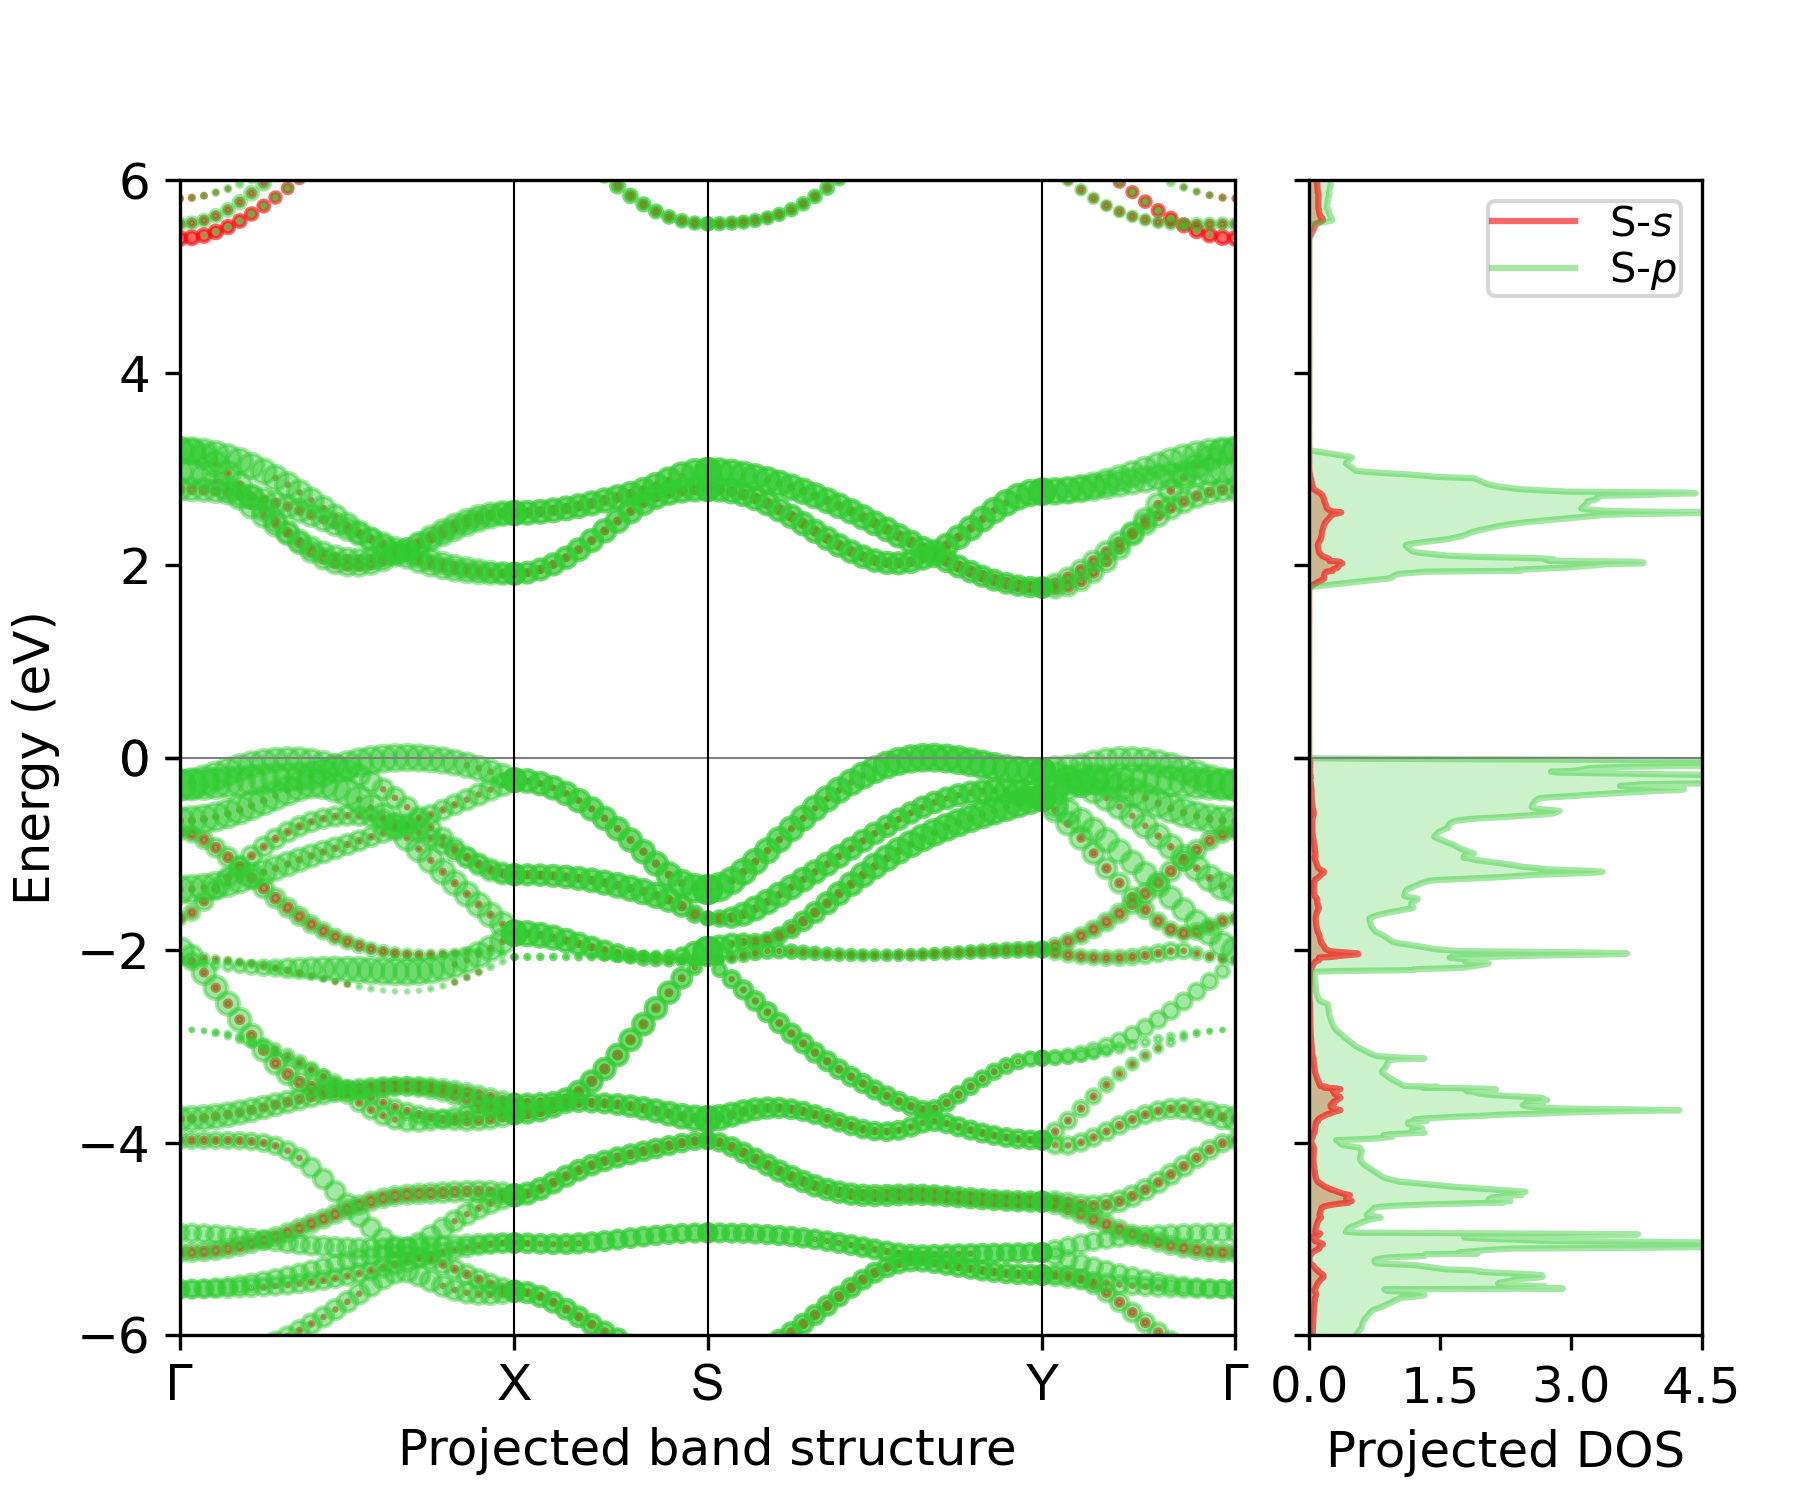 6
4
2
0
−2
−4
−6
Energy (eV)
Γ X S Y Γ
Projected band structure
S-s
S-p
0.0 1.5 3.0 4.5
Projected DOS